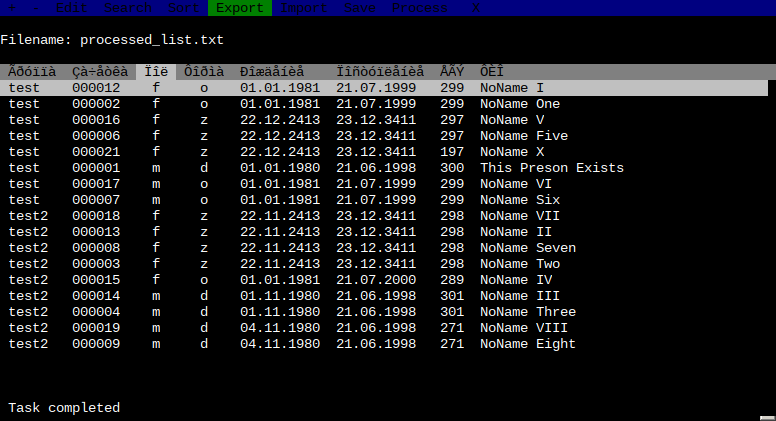 + - Edit Search Sort Export Import Save Process X
Filename: processed_list.txt
Ãðóïïà Çà÷åòêà Ïîë Ôîðìà Ðîæäåíèå Ïîñòóïëåíèå ÅÃÝ ÔÈÎ
test 000012 f o 01.01.1981 21.07.1999 299 NoName I
test 000002 f o 01.01.1981 21.07.1999 299 NoName One
test 000016 f z 22.12.2413 23.12.3411 297 NoName V
test 000006 f z 22.12.2413 23.12.3411 297 NoName Five
test 000021 f z 22.12.2413 23.12.3411 197 NoName X
test 000001 m d 01.01.1980 21.06.1998 300 This Preson Exists
test 000017 m o 01.01.1981 21.07.1999 299 NoName VI
test 000007 m o 01.01.1981 21.07.1999 299 NoName Six
test2 000018 f z 22.11.2413 23.12.3411 298 NoName VII
test2 000013 f z 22.11.2413 23.12.3411 298 NoName II
test2 000008 f z 22.11.2413 23.12.3411 298 NoName Seven
test2 000003 f z 22.11.2413 23.12.3411 298 NoName Two
test2 000015 f o 01.01.1981 21.07.2000 289 NoName IV
test2 000014 m d 01.11.1980 21.06.1998 301 NoName III
test2 000004 m d 01.11.1980 21.06.1998 301 NoName Three
test2 000019 m d 04.11.1980 21.06.1998 271 NoName VIII
test2 000009 m d 04.11.1980 21.06.1998 271 NoName Eight
Task completed